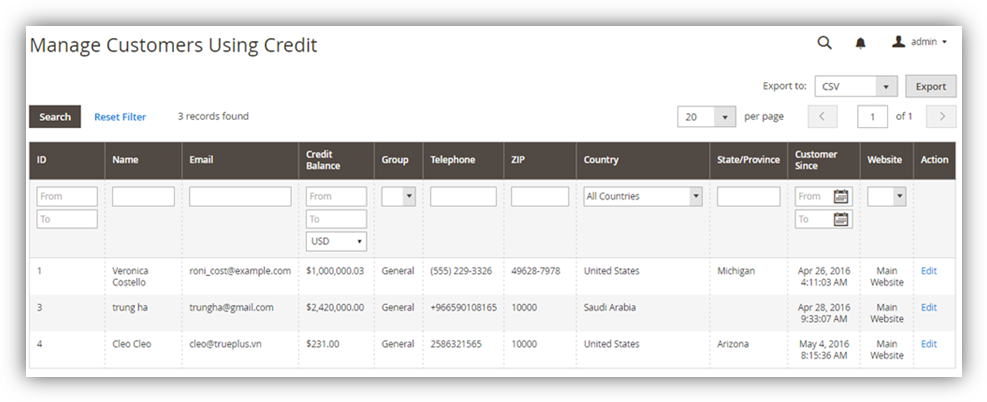 Manage Customers Using Credit
admin
Export to: CSV Export
Search Reset Filter 3 records found 20 per page 1 of 1
ID Name Email Credit Balance Group Telephone ZIP Country State/Province Customer Since Website Action
From From All Countries From
To To To
USD
1 Veronica Costello roni_cost@example.com $1,000,000.03 General (555) 229-3326 49628-7978 United States Michigan Apr 26, 2016 4:11:03 AM Main Website Edit
3 trung ha trungha@gmail.com $2,420,000.00 General +966590108165 10000 Saudi Arabia Apr 28, 2016 9:33:07 AM Main Website Edit
4 Cleo Cleo cleo@trueplus.vn $231.00 General 2586321565 10000 United States Arizona May 4, 2016 8:15:36 AM Main Website Edit